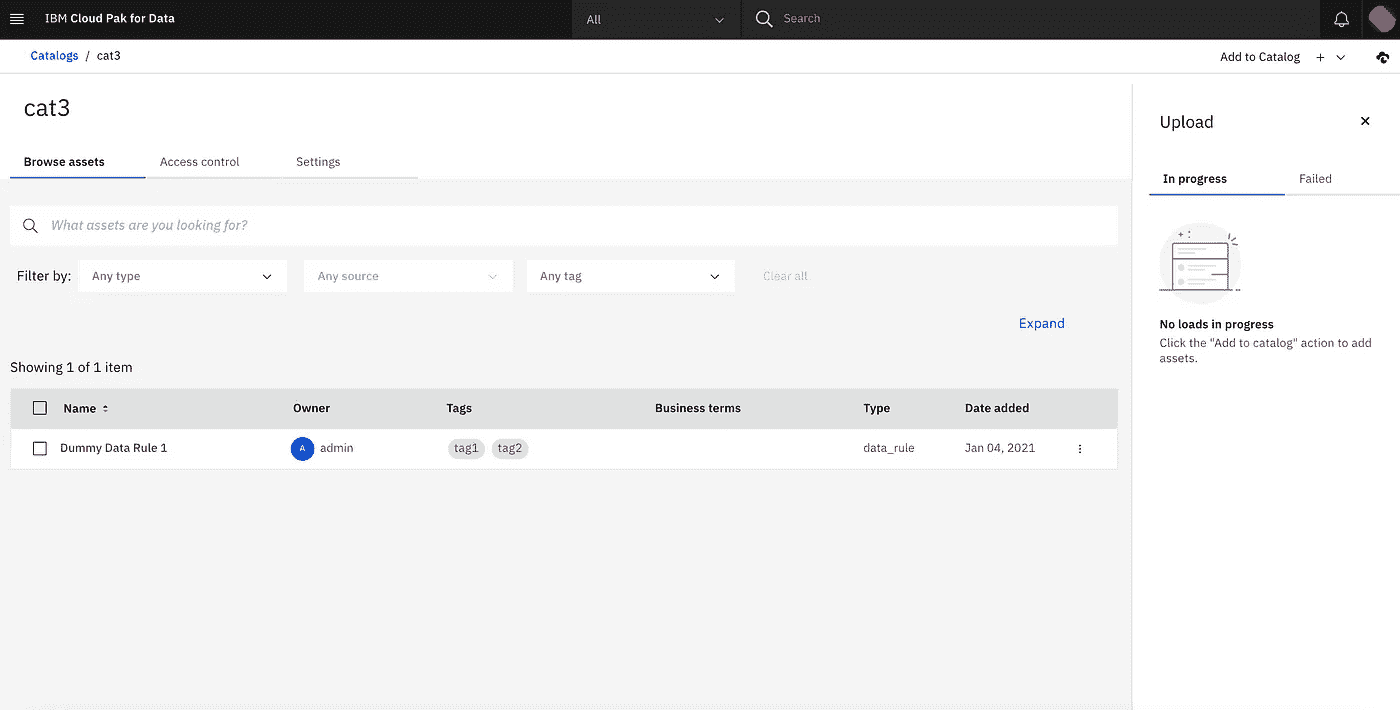 IBM Cloud Pak for Data
All
Search
Catalogs / cat3
Add to Catalog +
cat3
Browse assets
Access control
Settings
What assets are you looking for?
Filter by:
Any type
Any source
Any tag
Clear all
Expand
Showing 1 of 1 item
Name Owner Tags Business terms Type Date added
Dummy Data Rule 1 A admin tag1 tag2 data_rule Jan 04, 2021
Upload
In progress
Failed
No loads in progress
Click the "Add to catalog" action to add
assets.